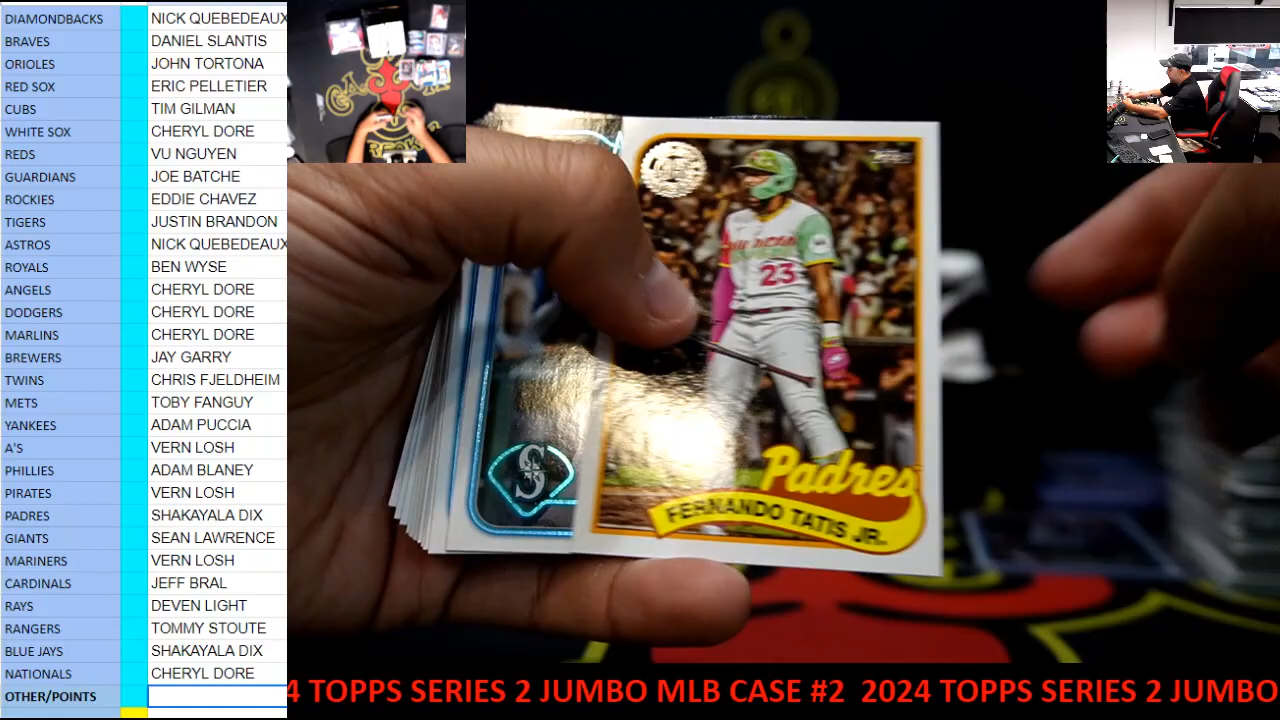 DIAMONDBACKS NICK QUEBEDEAUX
BRAVES DANIEL SLANTIS
ORIOLES JOHN TORTONA
RED SOX ERIC PELLETIER
CUBS TIM GILMAN
WHITE SOX CHERYL DORE
REDS VU NGUYEN
GUARDIANS JOE BATCHE
ROCKIES EDDIE CHAVEZ
TIGERS JUSTIN BRANDON
ASTROS NICK QUEBEDEAUX
ROYALS BEN WYSE
ANGELS CHERYL DORE
DODGERS CHERYL DORE
MARLINS CHERYL DORE
BREWERS JAY GARRY
TWINS CHRIS FJELDHEIM
METS TOBY FANGUY
YANKEES ADAM PUCCIA
A'S VERN LOSH
PHILLIES ADAM BLANEY
PIRATES VERN LOSH
PADRES SHAKAYALA DIX
GIANTS SEAN LAWRENCE
MARINERS VERN LOSH
CARDINALS JEFF BRAL
RAYS DEVEN LIGHT
RANGERS TOMMY STOUTE
BLUE JAYS SHAKAYALA DIX
NATIONALS CHERYL DORE
OTHER/POINTS
Topps
23
Padres
FERNANDO TATIS JR.
S
4 TOPPS SERIES 2 JUMBO MLB CASE #2 2024 TOPPS SERIES 2 JUMBO